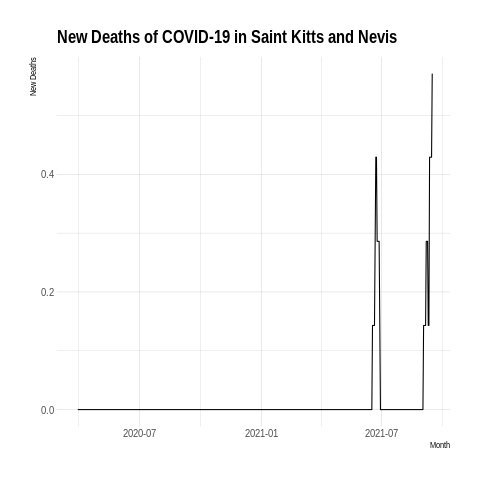 New Deaths of COVID-19 in Saint Kitts and Nevis
New Deaths
0.4
0.2
0.0
2020-07
2021-01
2021-07
Month